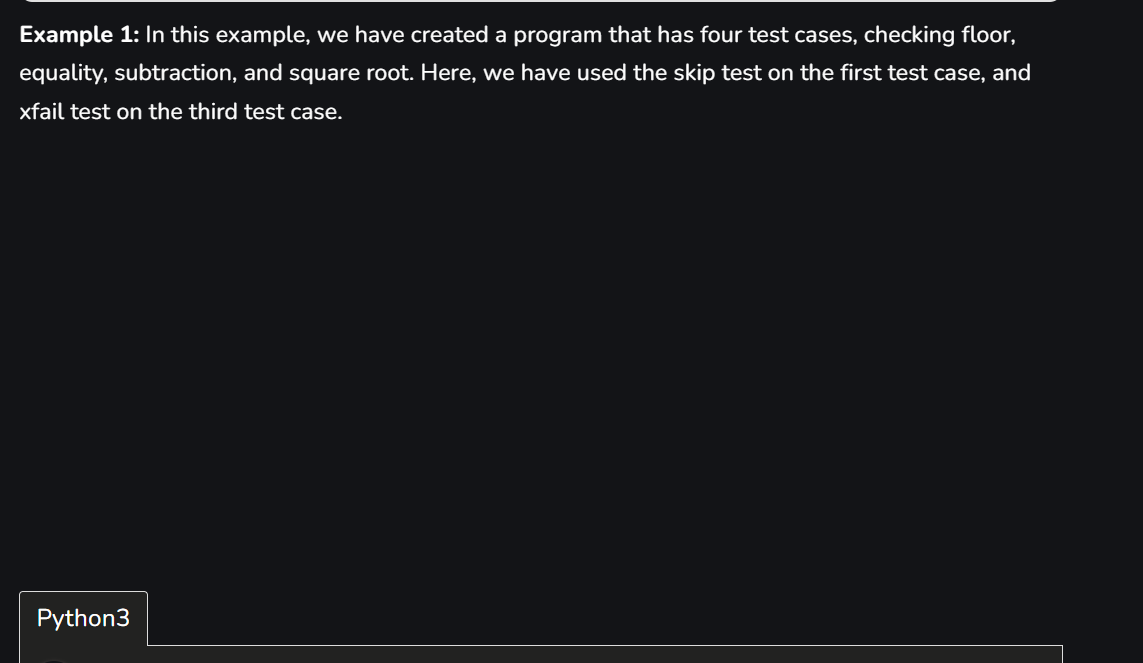 Example 1: In this example, we have created a program that has four test cases, checking floor,
equality, subtraction, and square root. Here, we have used the skip test on the first test case, and
xfail test on the third test case.
Python3